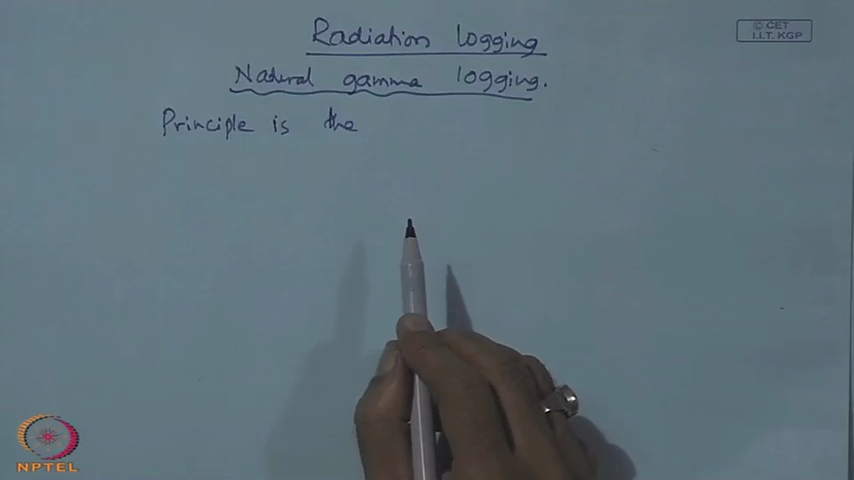 Radiation logging
© CET
I.I.T. KGP
Natural gamma logging.
Principle is the
NPTEL